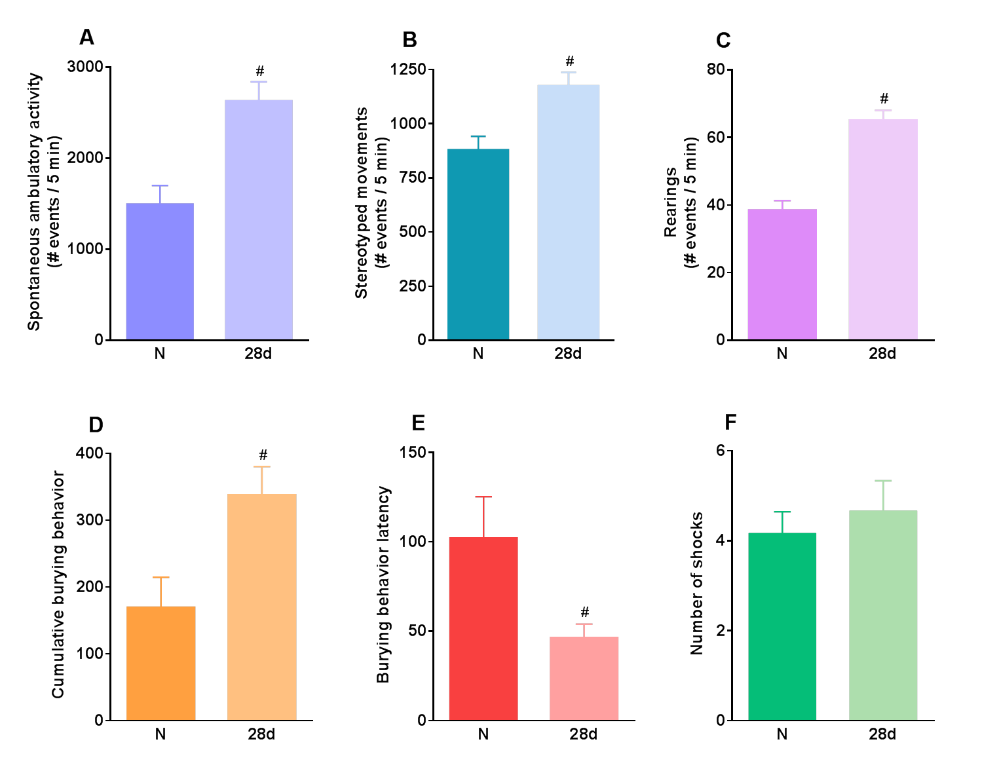 A
Spontaneous ambulatory activity
(# events / 5 min)
3000
2000
1000
0
#
N
28d
B
Stereotyped movements
(# events / 5 min)
1250
1000
750
500
250
0
#
N
28d
C
Rearings
(# events / 5 min)
80
60
40
20
0
#
N
28d
D
Cumulative burying behavior
400
300
200
100
0
#
N
28d
E
Burying behavior latency
150
100
50
0
#
N
28d
F
Number of shocks
6
4
2
0
N
28d